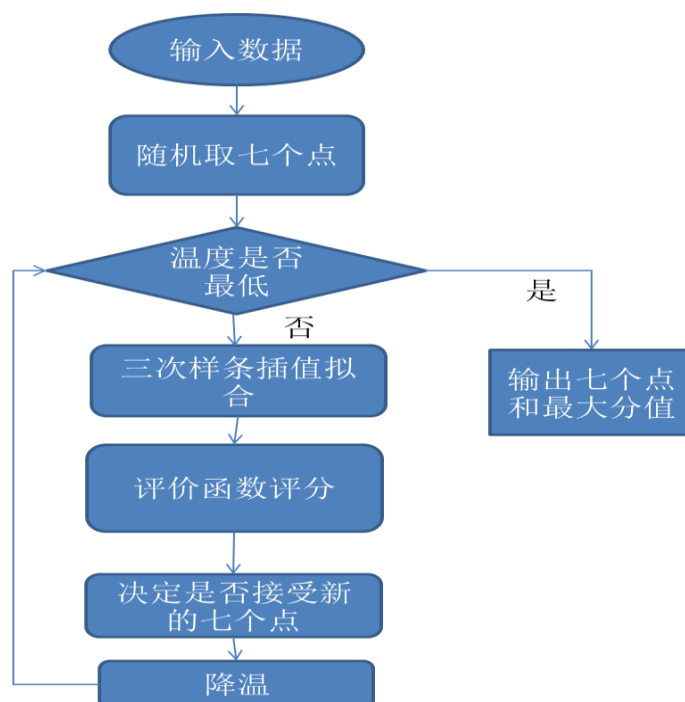 输入数据
随机取七个点
温度是否
最低
是
否
三次样条插值拟
合
输出七个点
和最大分值
评价函数评分
决定是否接受新
的七个点
降温